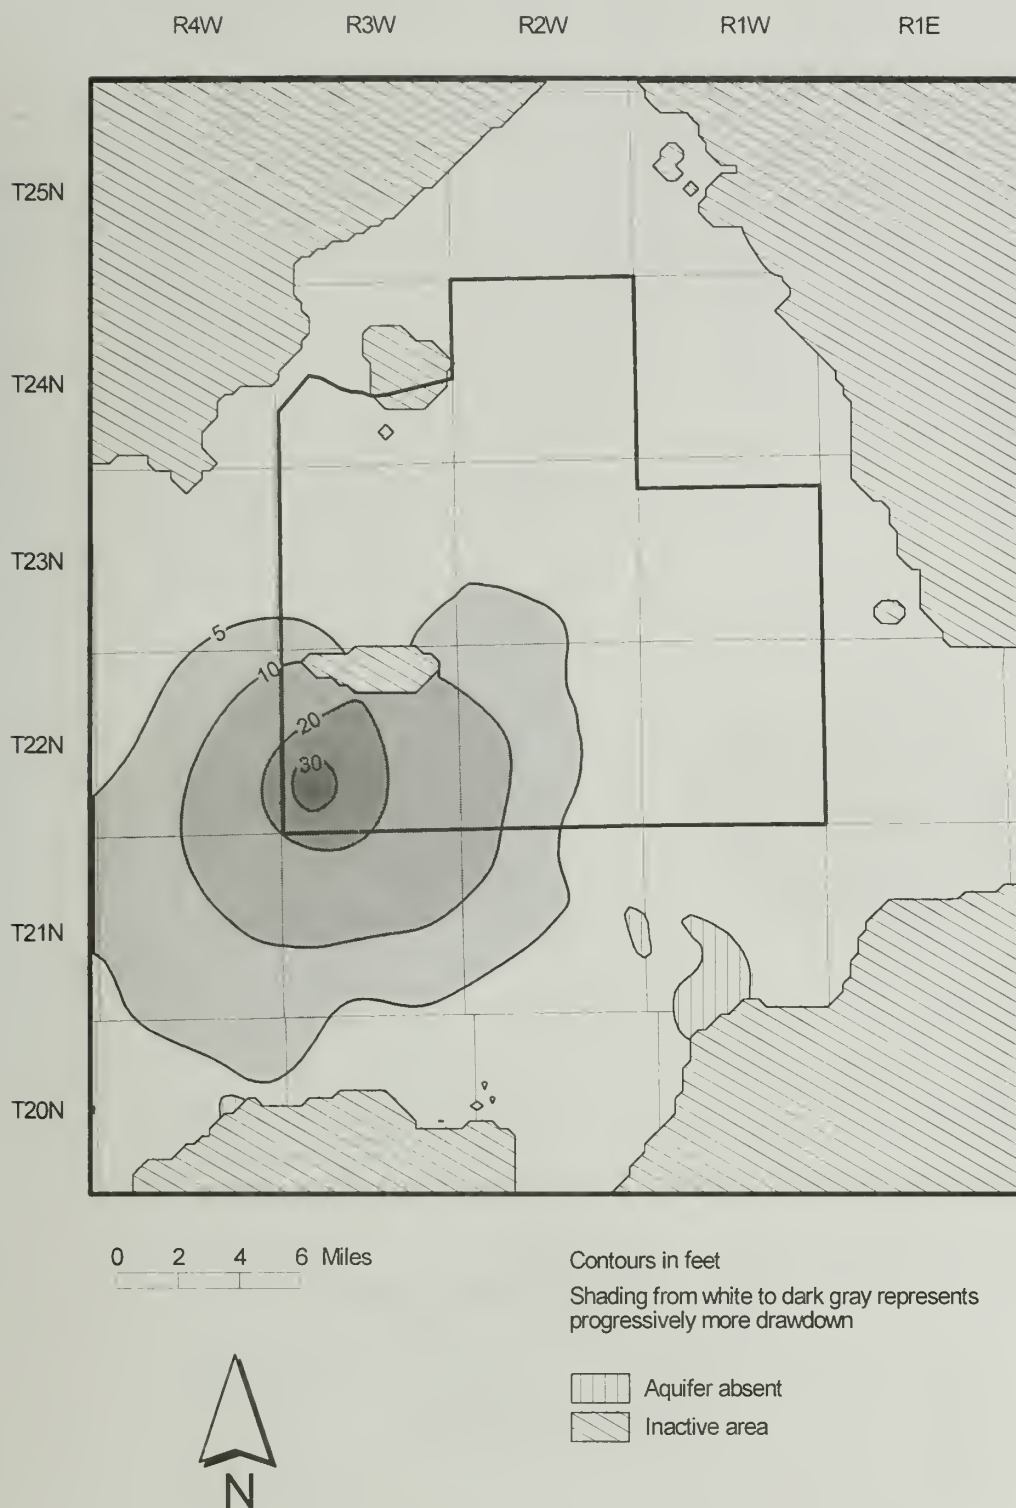 R4W R3W R2W R1W R1E
T25N
T24N
T23N
T22N
T21N
T20N
5
10
20
30
0 2 4 6 Miles
Contours in feet
Shading from white to dark gray represents
progressively more drawdown
Aquifer absent
Inactive area
N